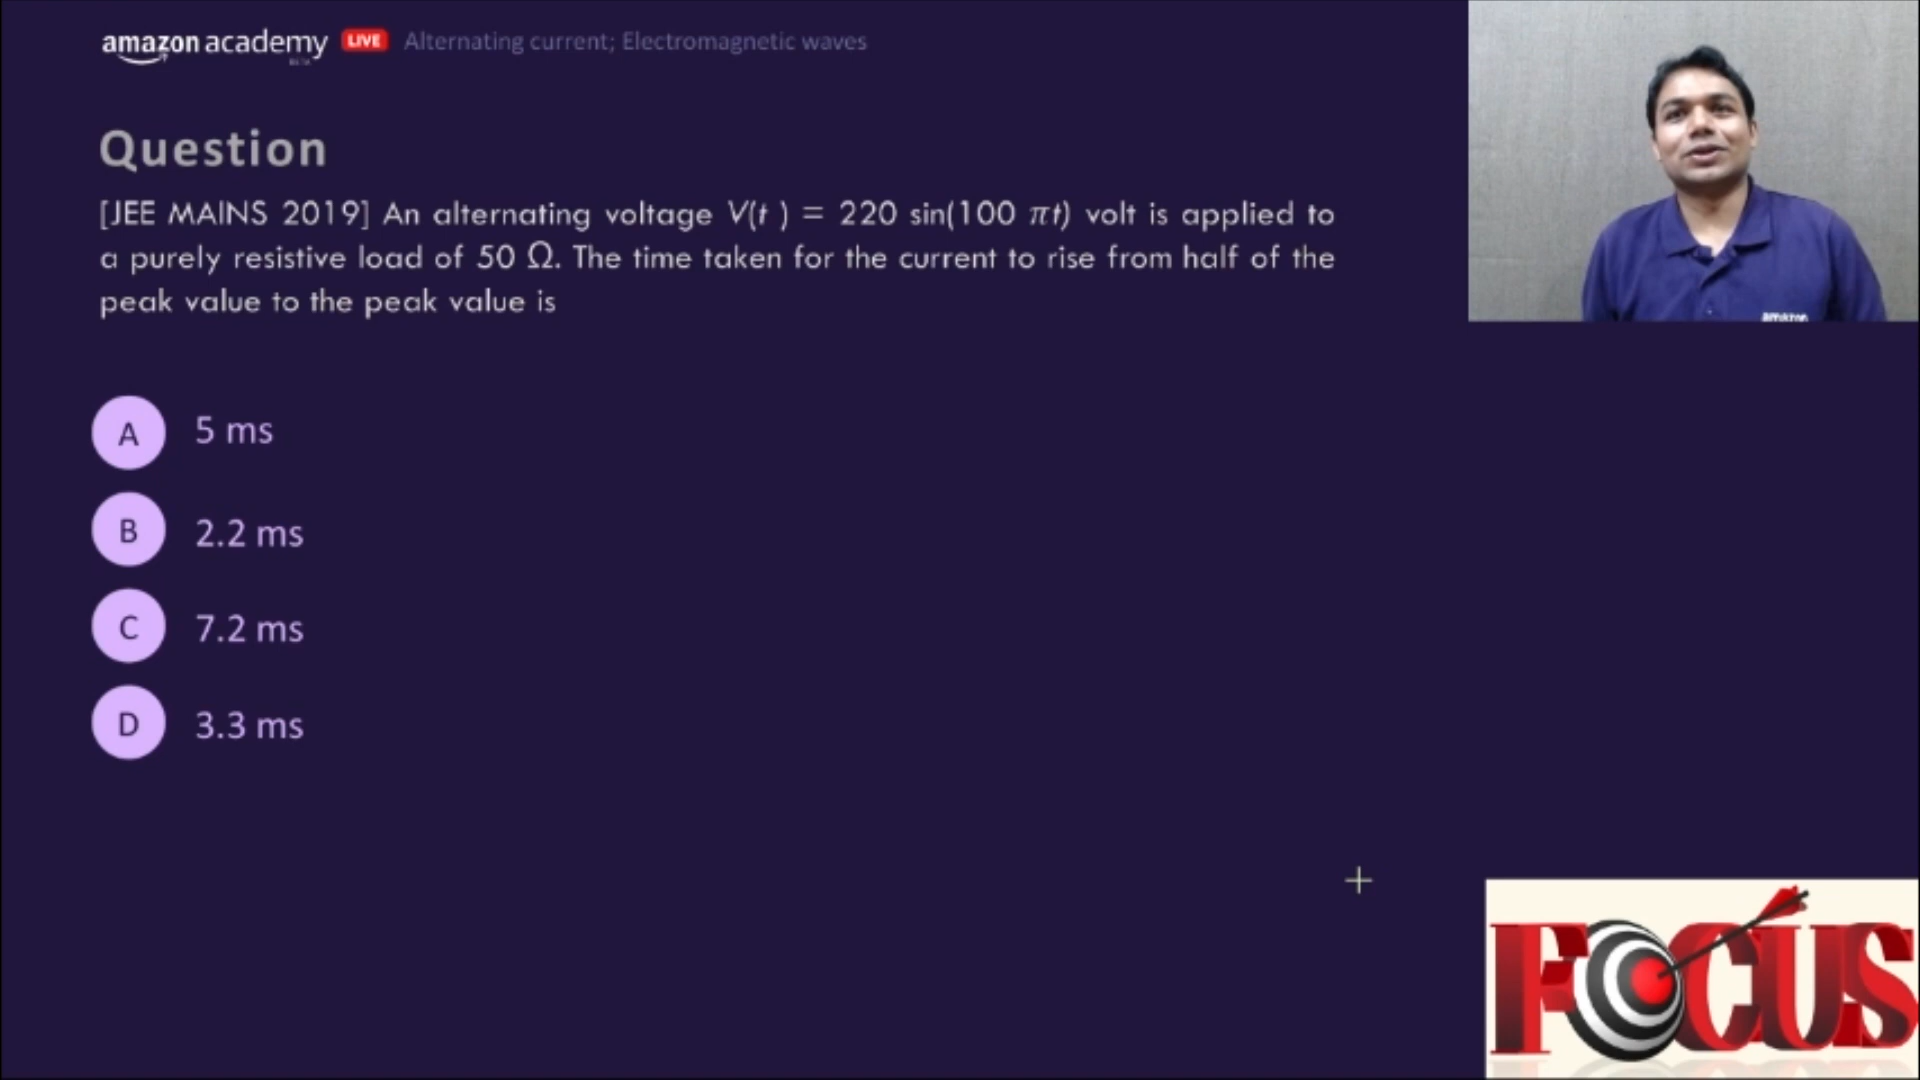 amazon academy LIVE Alternating current; Electromagnetic waves
BETA
Question
[JEE MAINS 2019] An alternating voltage V(t ) = 220 sin(100 πt) volt is applied to
a purely resistive load of 50 Ω. The time taken for the current to rise from half of the
peak value to the peak value is
A 5 ms
B 2.2 ms
C 7.2 ms
D 3.3 ms
amazon
FOCUS